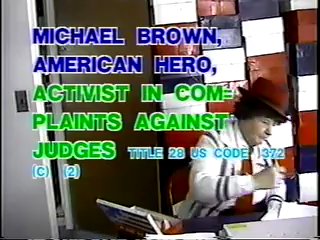 MICHAEL BROWN,
AMERICAN HERO,
ACTIVIST IN COM-
PLAINTS AGAINST
JUDGES TITLE 28 US CODE 372
(C) (2)